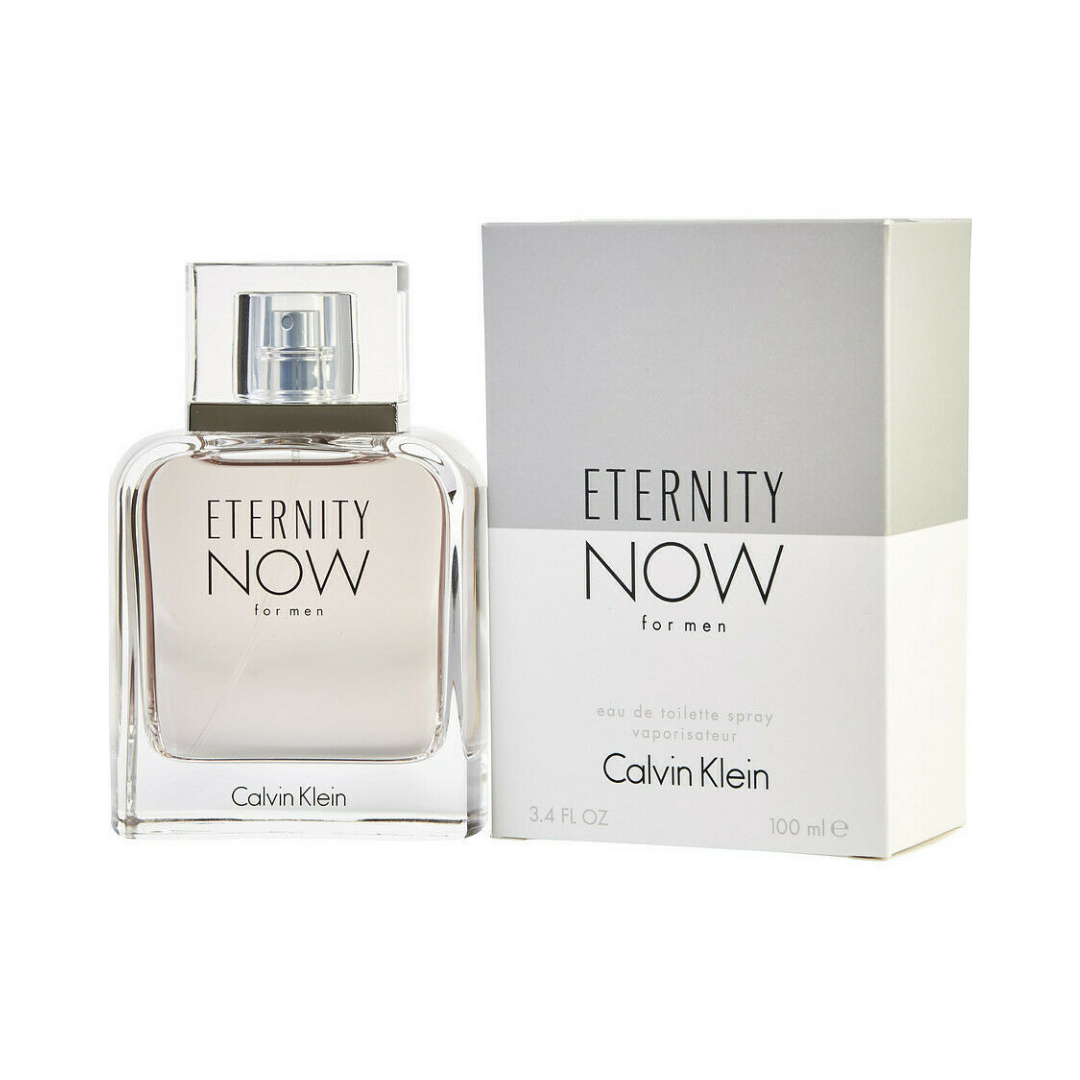 ETERNITY
NOW
for men
Calvin Klein
ETERNITY
NOW
for men
eau de toilette spray
vaporisateur
Calvin Klein
3.4 FL OZ
100 ml ℮